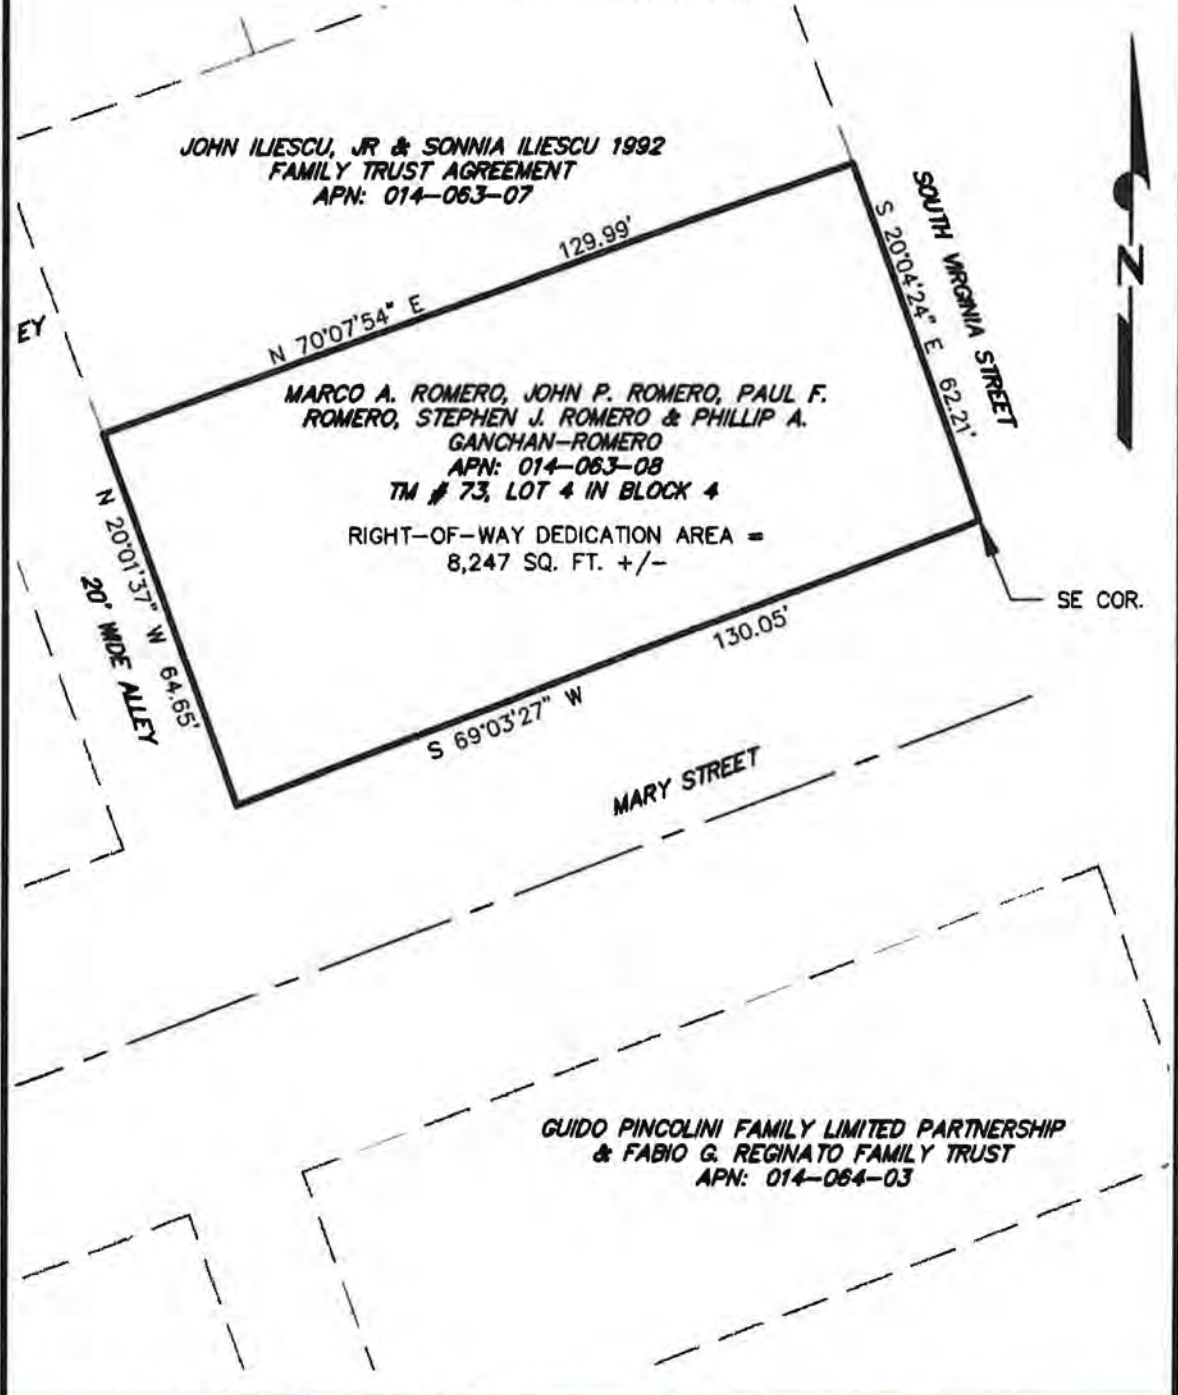 JOHN ILIESCU, JR & SONNIA ILIESCU 1992
FAMILY TRUST AGREEMENT
APN: 014-063-07
SOUTH VIRGINIA STREET
S 20°04'24" E 62.21'
129.99'
N 70°07'54" E
N
EY
MARCO A. ROMERO, JOHN P. ROMERO, PAUL F.
ROMERO, STEPHEN J. ROMERO & PHILLIP A.
GANCHAN-ROMERO
APN: 014-063-08
TM # 73, LOT 4 IN BLOCK 4
RIGHT-OF-WAY DEDICATION AREA =
8,247 SQ. FT. +/-
N 20°01'37" W 64.65'
20' WIDE ALLEY
SE COR.
130.05'
S 69°03'27" W
MARY STREET
GUIDO PINCOLINI FAMILY LIMITED PARTNERSHIP
& FABIO G. REGINATO FAMILY TRUST
APN: 014-064-03